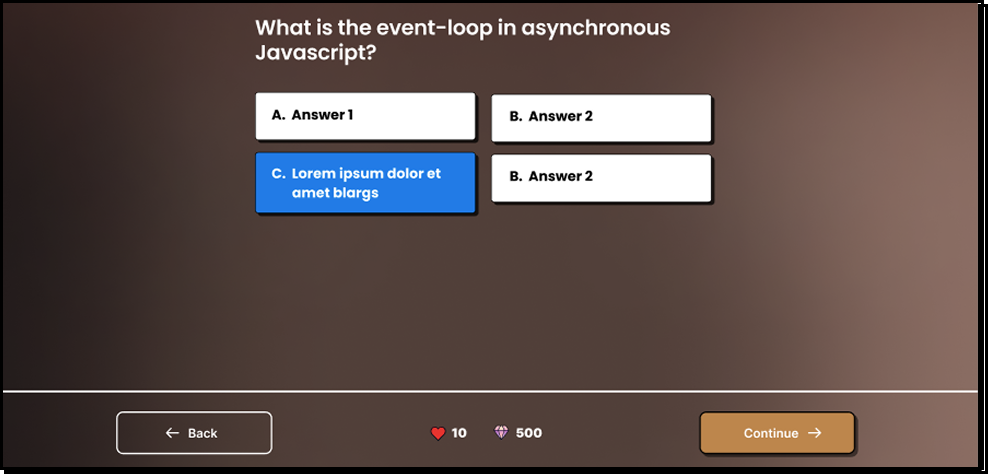 What is the event-loop in asynchronous
Javascript?
A. Answer 1
B. Answer 2
C. Lorem ipsum dolor et
amet blargs
B. Answer 2
Back
10
500
Continue